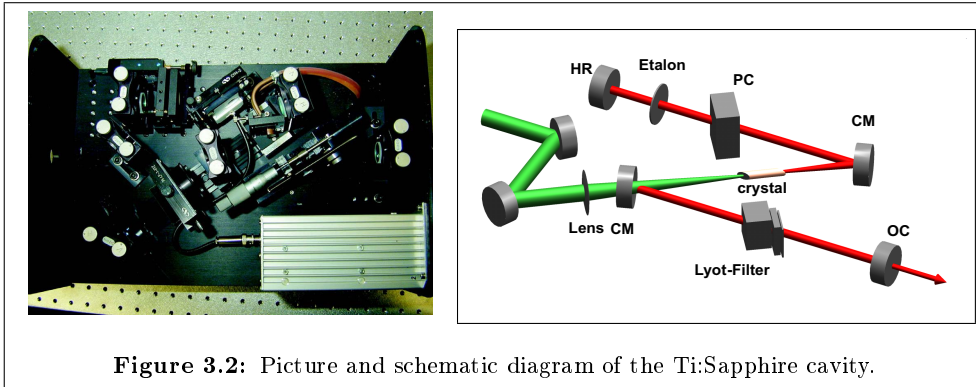 HR
Etalon
PC
CM
crystal
Lens CM
Lyot-Filter
OC
Figure 3.2: Picture and schematic diagram of the Ti:Sapphire cavity.